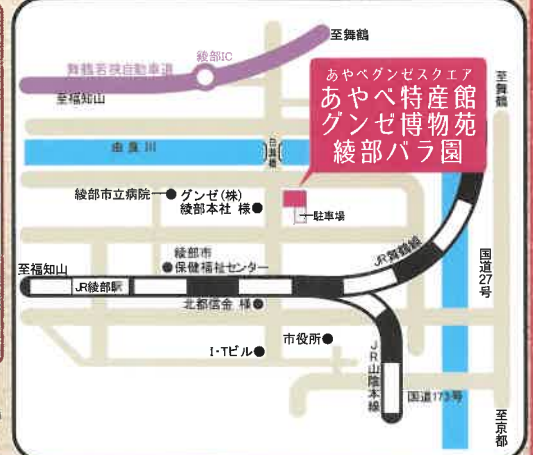 綾部IC
至舞鶴
舞鶴若狭自動車道
至福知山
あやべグンゼスクエア
あやべ特産館
グンゼ博物苑
綾部バラ園
至舞鶴
由良川
白瀬橋
綾部市立病院
グンゼ(株)
綾部本社 様
駐車場
綾部市
保健福祉センター
JR舞鶴線
国道27号
至福知山
JR綾部駅
北都信金 様
市役所
I・Tビル
JR山陰本線
国道173号
至京都